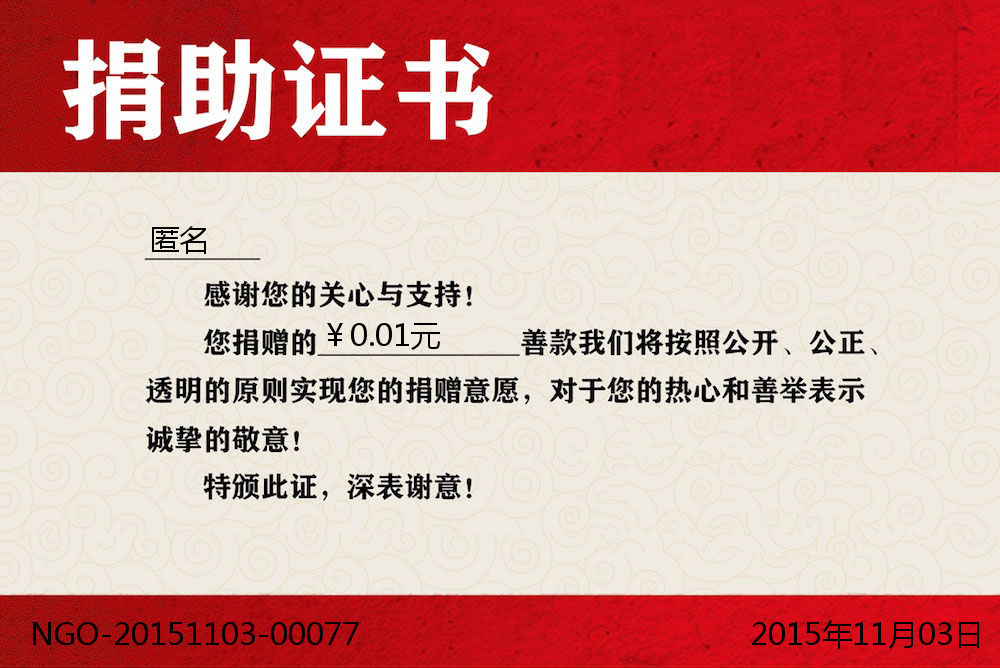 捐助证书
匿名
感谢您的关心与支持！
您捐赠的￥0.01元善款我们将按照公开、公正、
透明的原则实现您的捐赠意愿，对于您的热心和善举表示
诚挚的敬意！
特颁此证，深表谢意！
NGO-20151103-00077
2015年11月03日